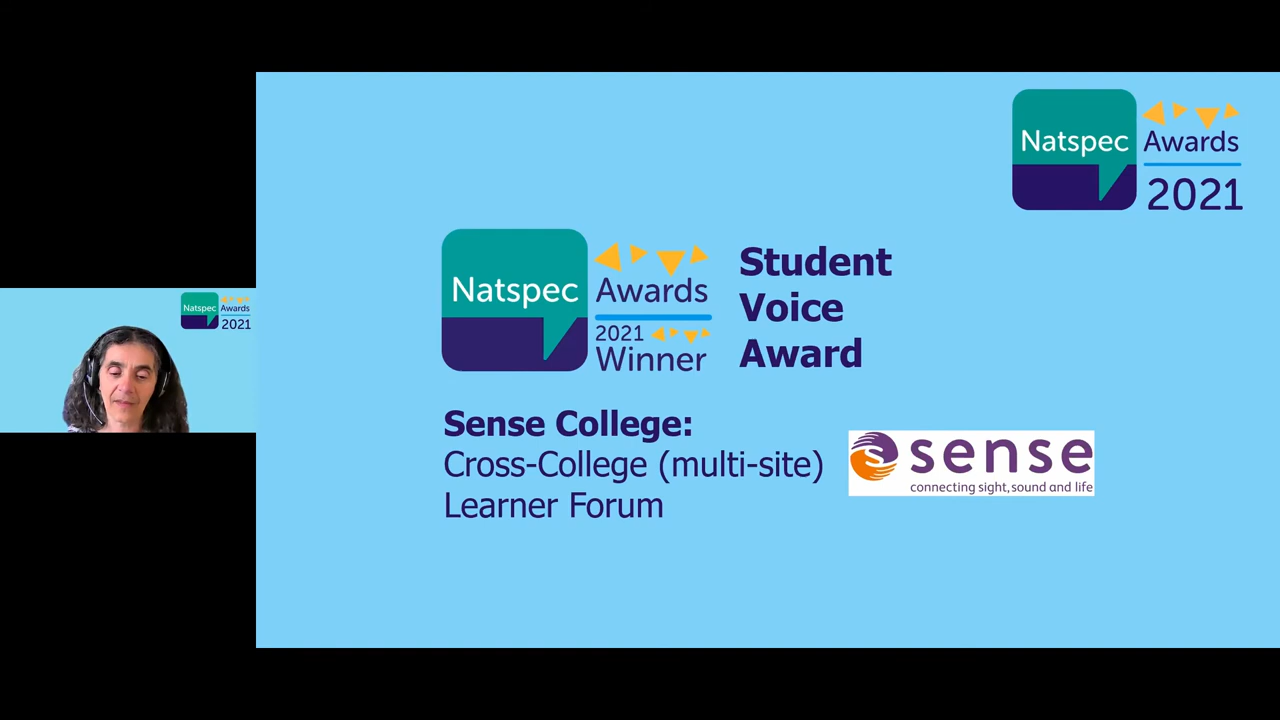 Natspec Awards
2021
Natspec Awards
2021
Winner
Student
Voice
Award
Sense College:
Cross-College (multi-site)
Learner Forum
sense
connecting sight, sound and life
Natspec Awards
2021